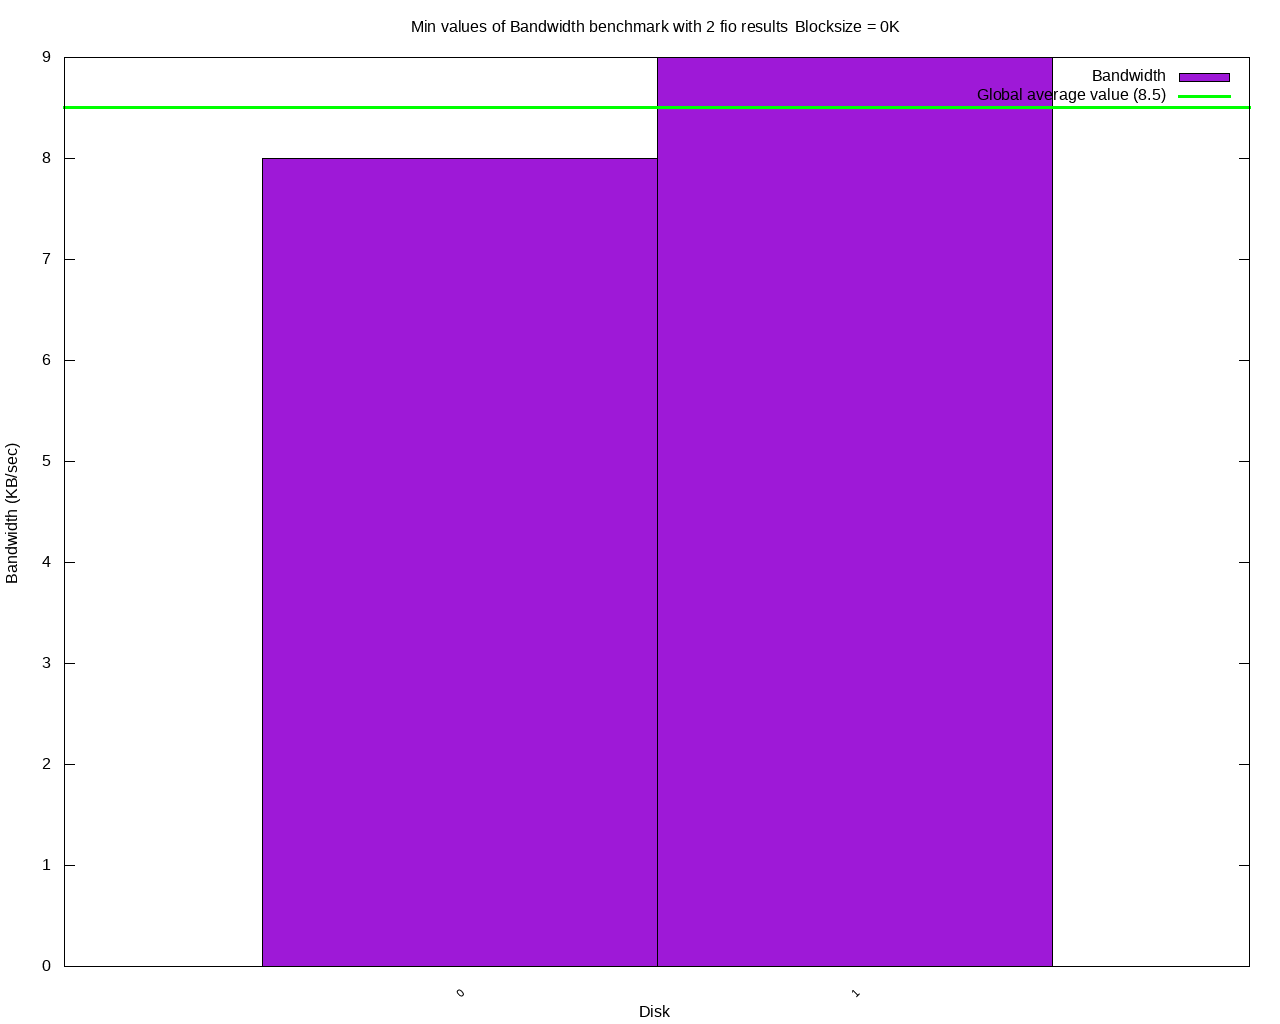 Min values of Bandwidth benchmark with 2 fio results Blocksize = 0K
9
Bandwidth
Global average value (8.5)
8
7
6
5
4
3
2
1
0
Bandwidth (KB/sec)
0
1
Disk